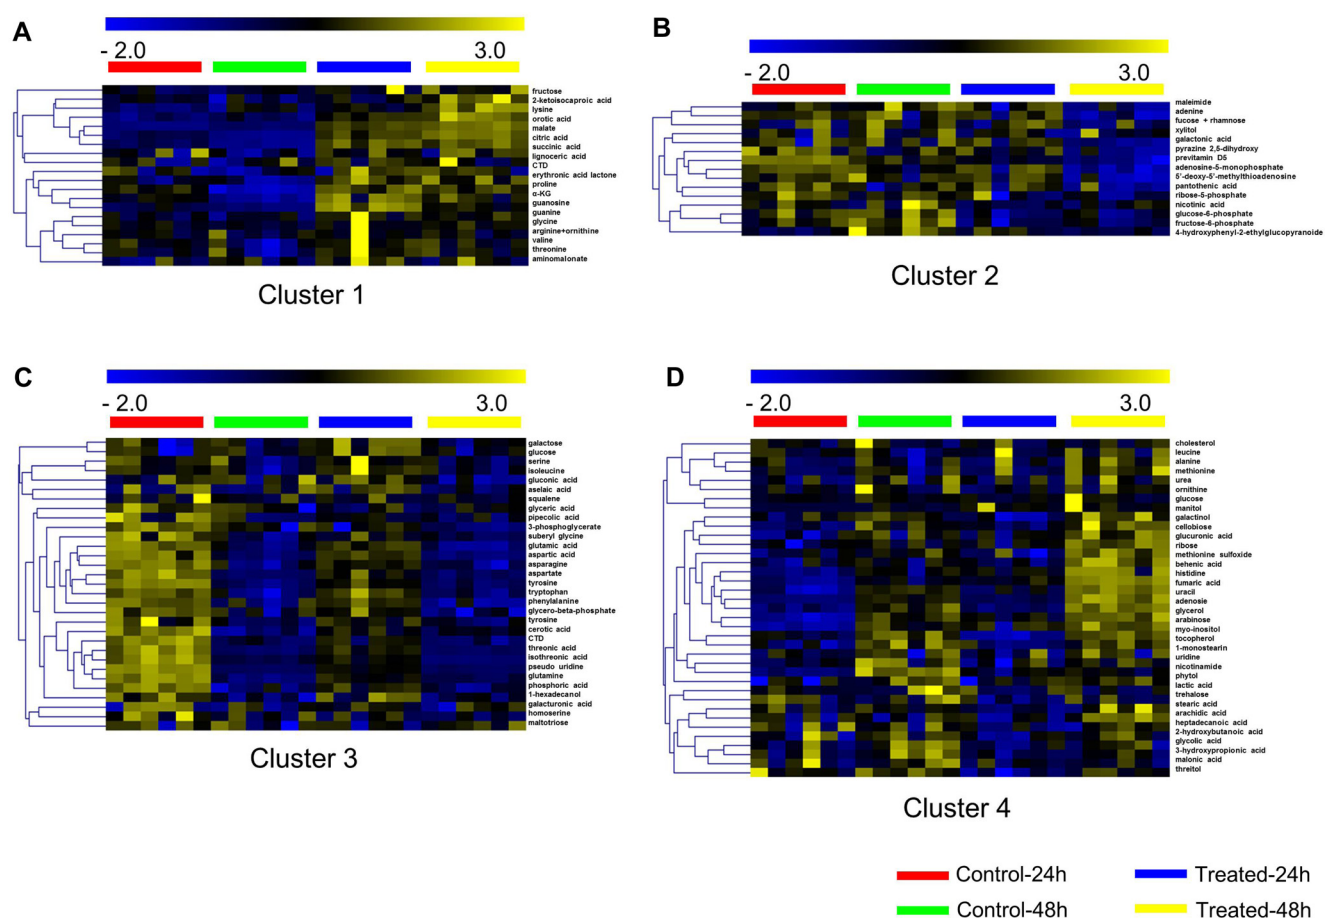 A
- 2.0 3.0
fructose
2-ketoisocaproic acid
lysine
orotic acid
malate
citric acid
succinic acid
lignoceric acid
CTD
erythronic acid lactone
proline
α-KG
guanosine
guanine
glycine
arginine+ornithine
valine
threonine
aminomalonate
Cluster 1
B
- 2.0 3.0
maleimide
adenine
fucose + rhamnose
xylitol
galactonic acid
pyrazine 2,5-dihydroxy
previtamin D5
adenosine-5-monophosphate
5'-deoxy-5'-methylthioadenosine
pantothenic acid
ribose-5-phosphate
nicotinic acid
glucose-6-phosphate
fructose-6-phosphate
4-hydroxyphenyl-2-ethylglucopyranoide
Cluster 2
C
- 2.0 3.0
galactose
glucose
serine
isoleucine
gluconic acid
aselaic acid
squalene
glyceric acid
pipecolic acid
3-phosphoglycerate
suberyl glycine
glutamic acid
aspartic acid
asparagine
aspartate
tyrosine
tryptophan
phenylalanine
glycero-beta-phosphate
tyrosine
cerotic acid
CTD
threonic acid
isothreonic acid
pseudo uridine
glutamine
phosphoric acid
1-hexadecanol
galacturonic acid
homoserine
maltotriose
Cluster 3
D
- 2.0 3.0
cholesterol
leucine
alanine
methionine
urea
ornithine
glucose
manitol
galactinol
cellobiose
glucuronic acid
ribose
methionine sulfoxide
behenic acid
histidine
fumaric acid
uracil
adenosie
glycerol
arabinose
myo-inositol
tocopherol
1-monostearin
uridine
nicotinamide
phytol
lactic acid
trehalose
stearic acid
arachidic acid
heptadecanoic acid
2-hydroxybutanoic acid
glycolic acid
3-hydroxypropionic acid
malonic acid
threitol
Cluster 4
Control-24h Treated-24h
Control-48h Treated-48h